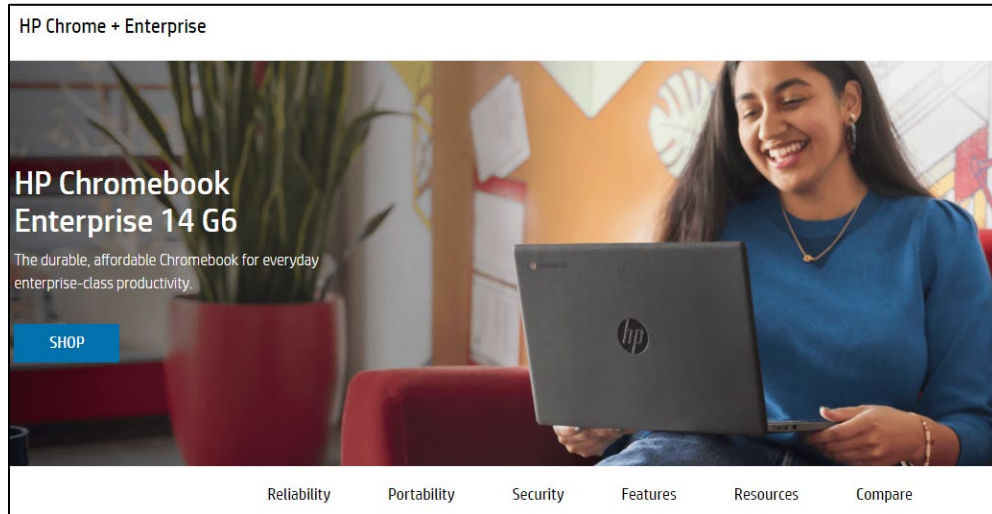 HP Chrome + Enterprise
HP Chromebook
Enterprise 14 G6
The durable, affordable Chromebook for everyday
enterprise-class productivity.
SHOP
hp
Reliability Portability Security Features Resources Compare